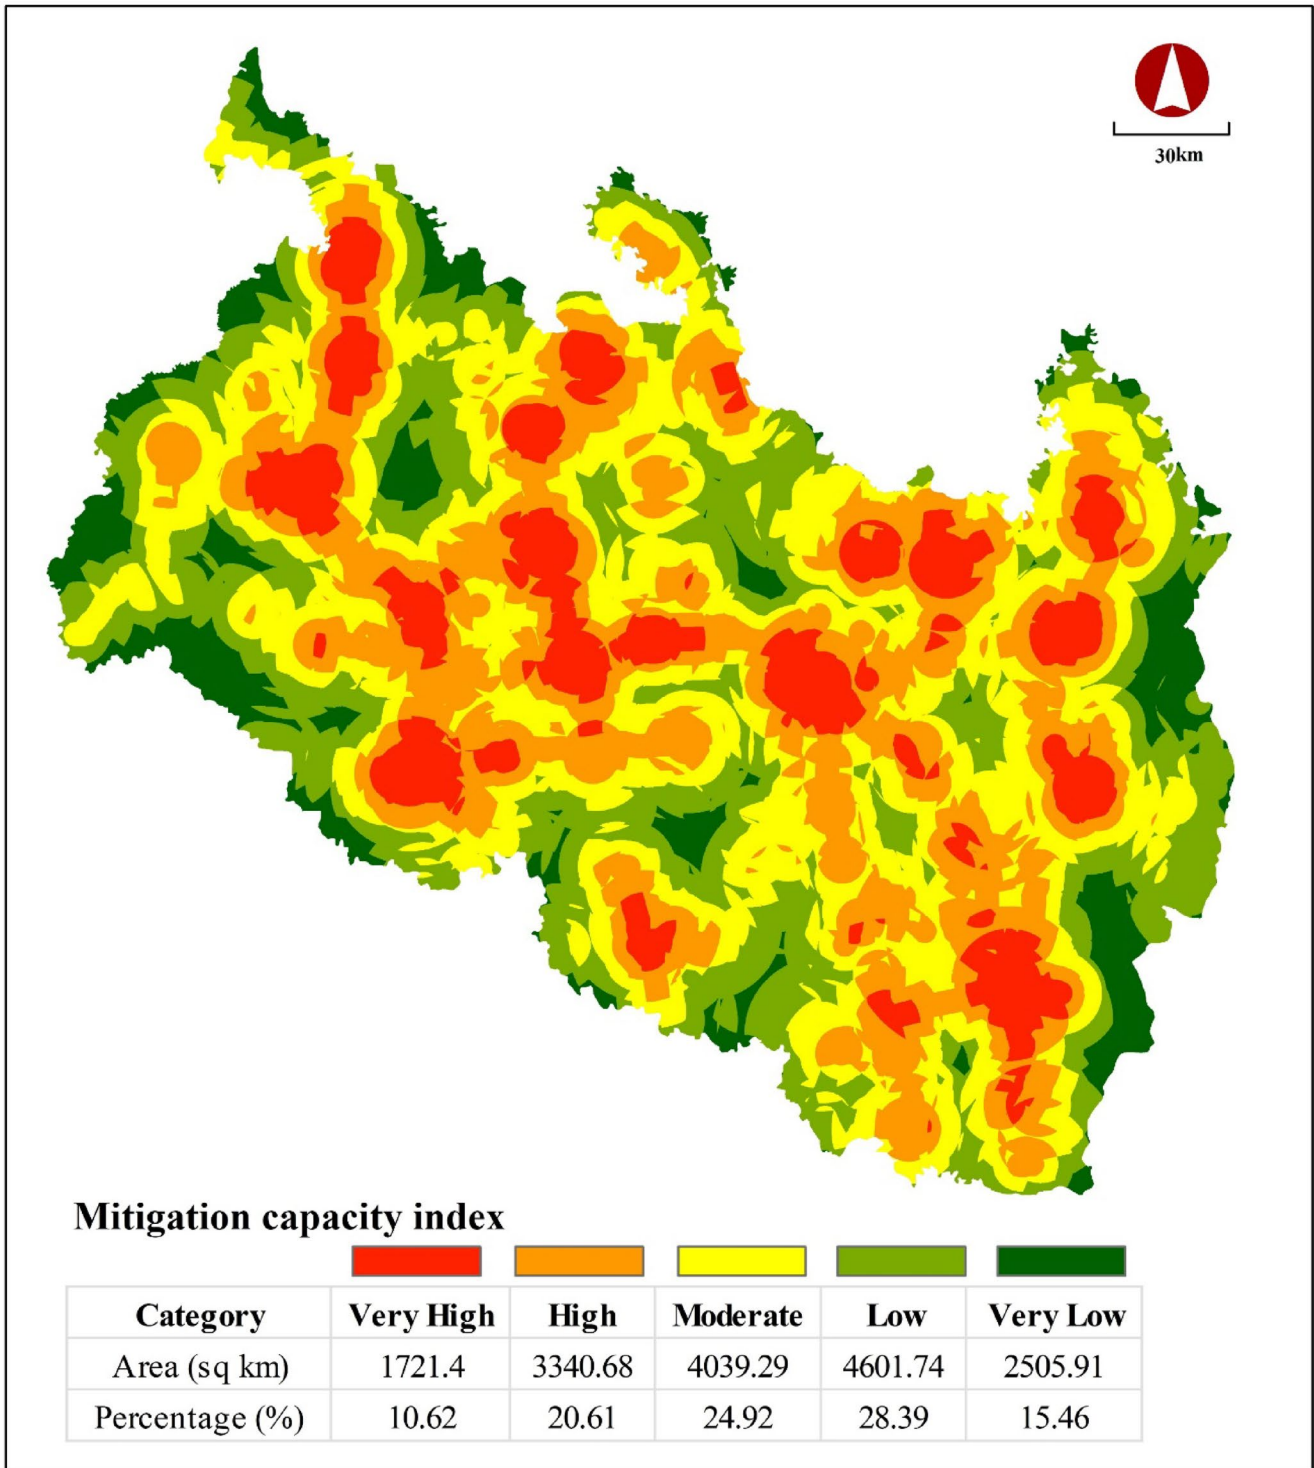 30km
Mitigation capacity index
Category Very High High Moderate Low Very Low
Area (sq km) 1721.4 3340.68 4039.29 4601.74 2505.91
Percentage (%) 10.62 20.61 24.92 28.39 15.46